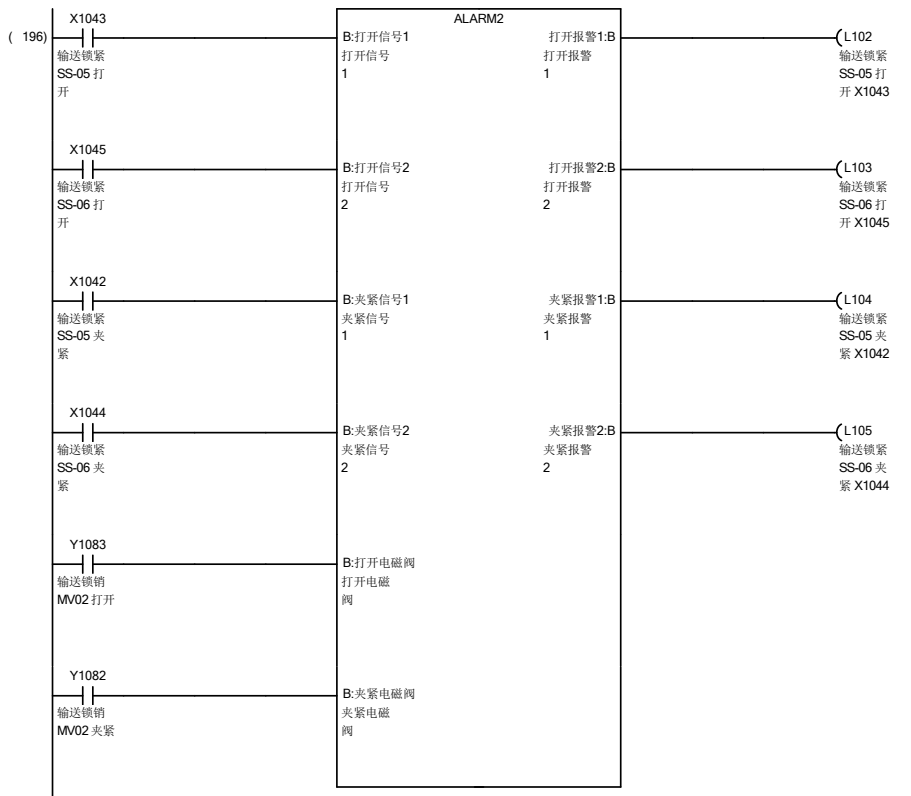 X1043
ALARM2
( 196)
B:打开信号1
打开报警1:B
L102
输送锁紧
SS-05 打
开
打开信号
1
打开报警
1
输送锁紧
SS-05 打
开 X1043
X1045
B:打开信号2
打开报警2:B
L103
输送锁紧
SS-06 打
开
打开信号
2
打开报警
2
输送锁紧
SS-06 打
开 X1045
X1042
B:夹紧信号1
夹紧报警1:B
L104
输送锁紧
SS-05 夹
紧
夹紧信号
1
夹紧报警
1
输送锁紧
SS-05 夹
紧 X1042
X1044
B:夹紧信号2
夹紧报警2:B
L105
输送锁紧
SS-06 夹
紧
夹紧信号
2
夹紧报警
2
输送锁紧
SS-06 夹
紧 X1044
Y1083
B:打开电磁阀
输送锁销
MV02 打开
打开电磁
阀
Y1082
B:夹紧电磁阀
输送锁销
MV02 夹紧
夹紧电磁
阀